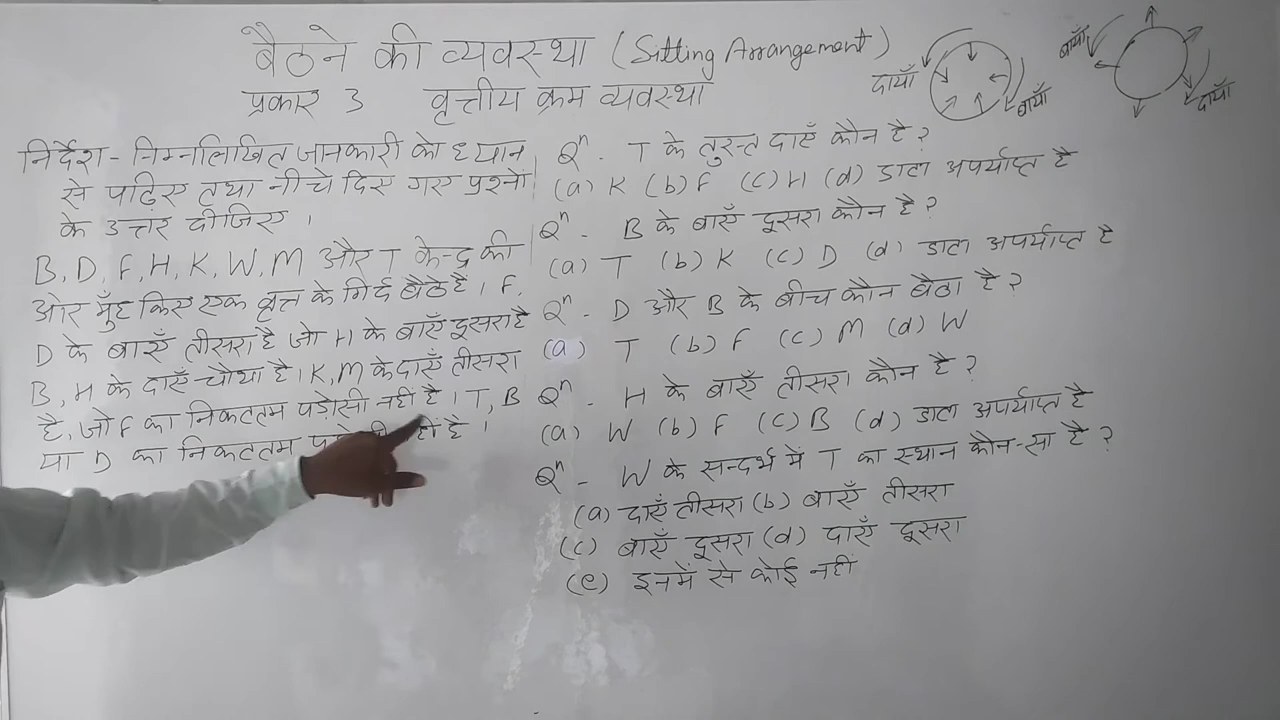 बैठने की व्यवस्था (Sitting Arrangement)
प्रकार 3 वृत्तीय क्रम व्यवस्था
दायाँ
बायाँ
बायाँ
दायाँ
निर्देश - निम्नलिखित जानकारी को ध्यान
से पढ़िए तथा नीचे दिए गए प्रश्नों
के उत्तर दीजिए।
B, D, F, H, K, W, M और T केन्द्र की
ओर मुँह किए एक वृत्त के गिर्द बैठे है। F,
D के बाएँ तीसरा है जो H के बाएँ दूसरा है
B, H के दाएँ चौथा है। K, M के दाएँ तीसरा
है, जो F का निकटतम पड़ोसी नहीं है। T, B
या D का निकटतम है।
Qⁿ - T के तुरन्त दाएँ कौन है?
(a) K (b) F (c) H (d) डाटा अपर्याप्त है
Qⁿ - B के बाएँ दूसरा कौन है?
(a) T (b) K (c) D (d) डाटा अपर्याप्त है
Qⁿ - D और B के बीच कौन बैठा है?
(a) T (b) F (c) M (d) W
Qⁿ - H के बाएँ तीसरा कौन है?
(a) W (b) F (c) B (d) डाटा अपर्याप्त है
Qⁿ - W के सन्दर्भ में T का स्थान कौन-सा है?
(a) दाएँ तीसरा (b) बाएँ तीसरा
(c) बाएँ दूसरा (d) दाएँ दूसरा
(e) इनमें से कोई नहीं